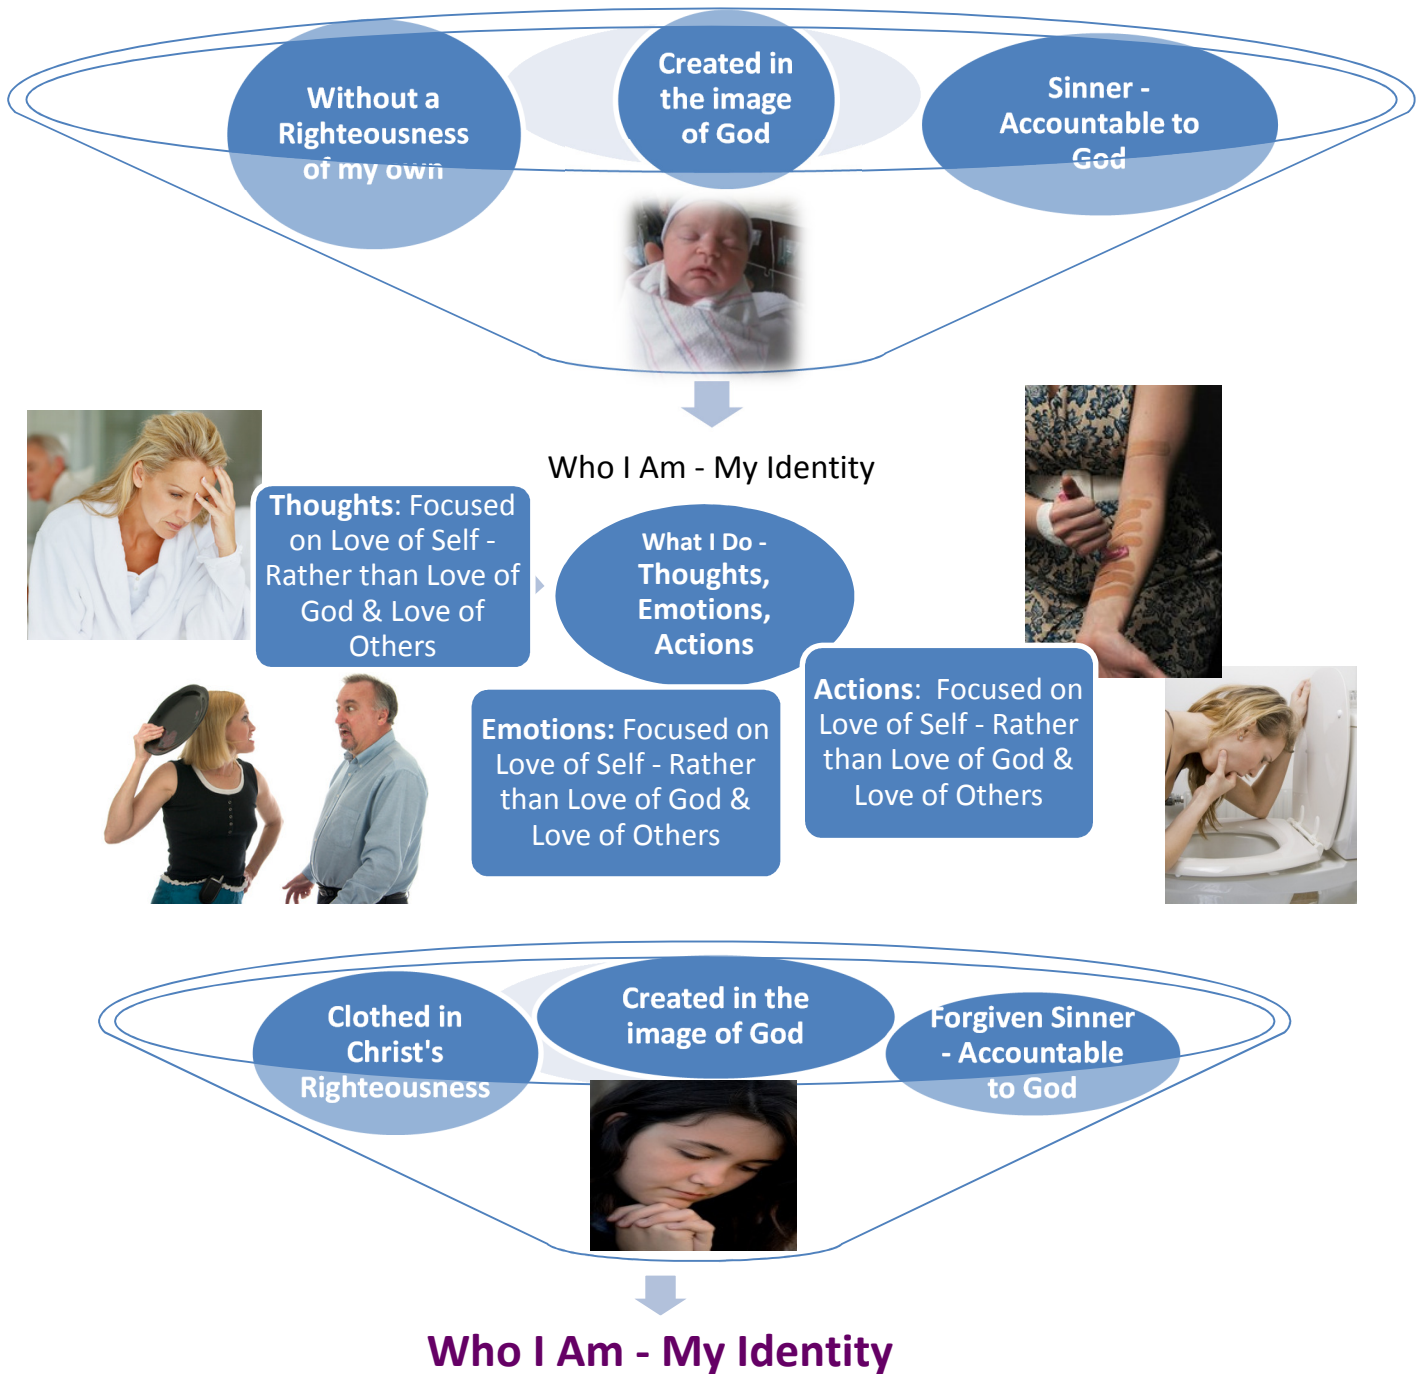 Without a
Righteousness
of my own
Created in
the image
of God
Sinner -
Accountable to
God
Who I Am - My Identity
Thoughts: Focused
on Love of Self -
Rather than Love of
God & Love of
Others
What I Do -
Thoughts,
Emotions,
Actions
Emotions: Focused on
Love of Self - Rather
than Love of God &
Love of Others
Actions:  Focused on
Love of Self - Rather
than Love of God &
Love of Others
Clothed in
Christ's
Righteousness
Created in the
image of God
Forgiven Sinner
- Accountable
to God
Who I Am - My Identity